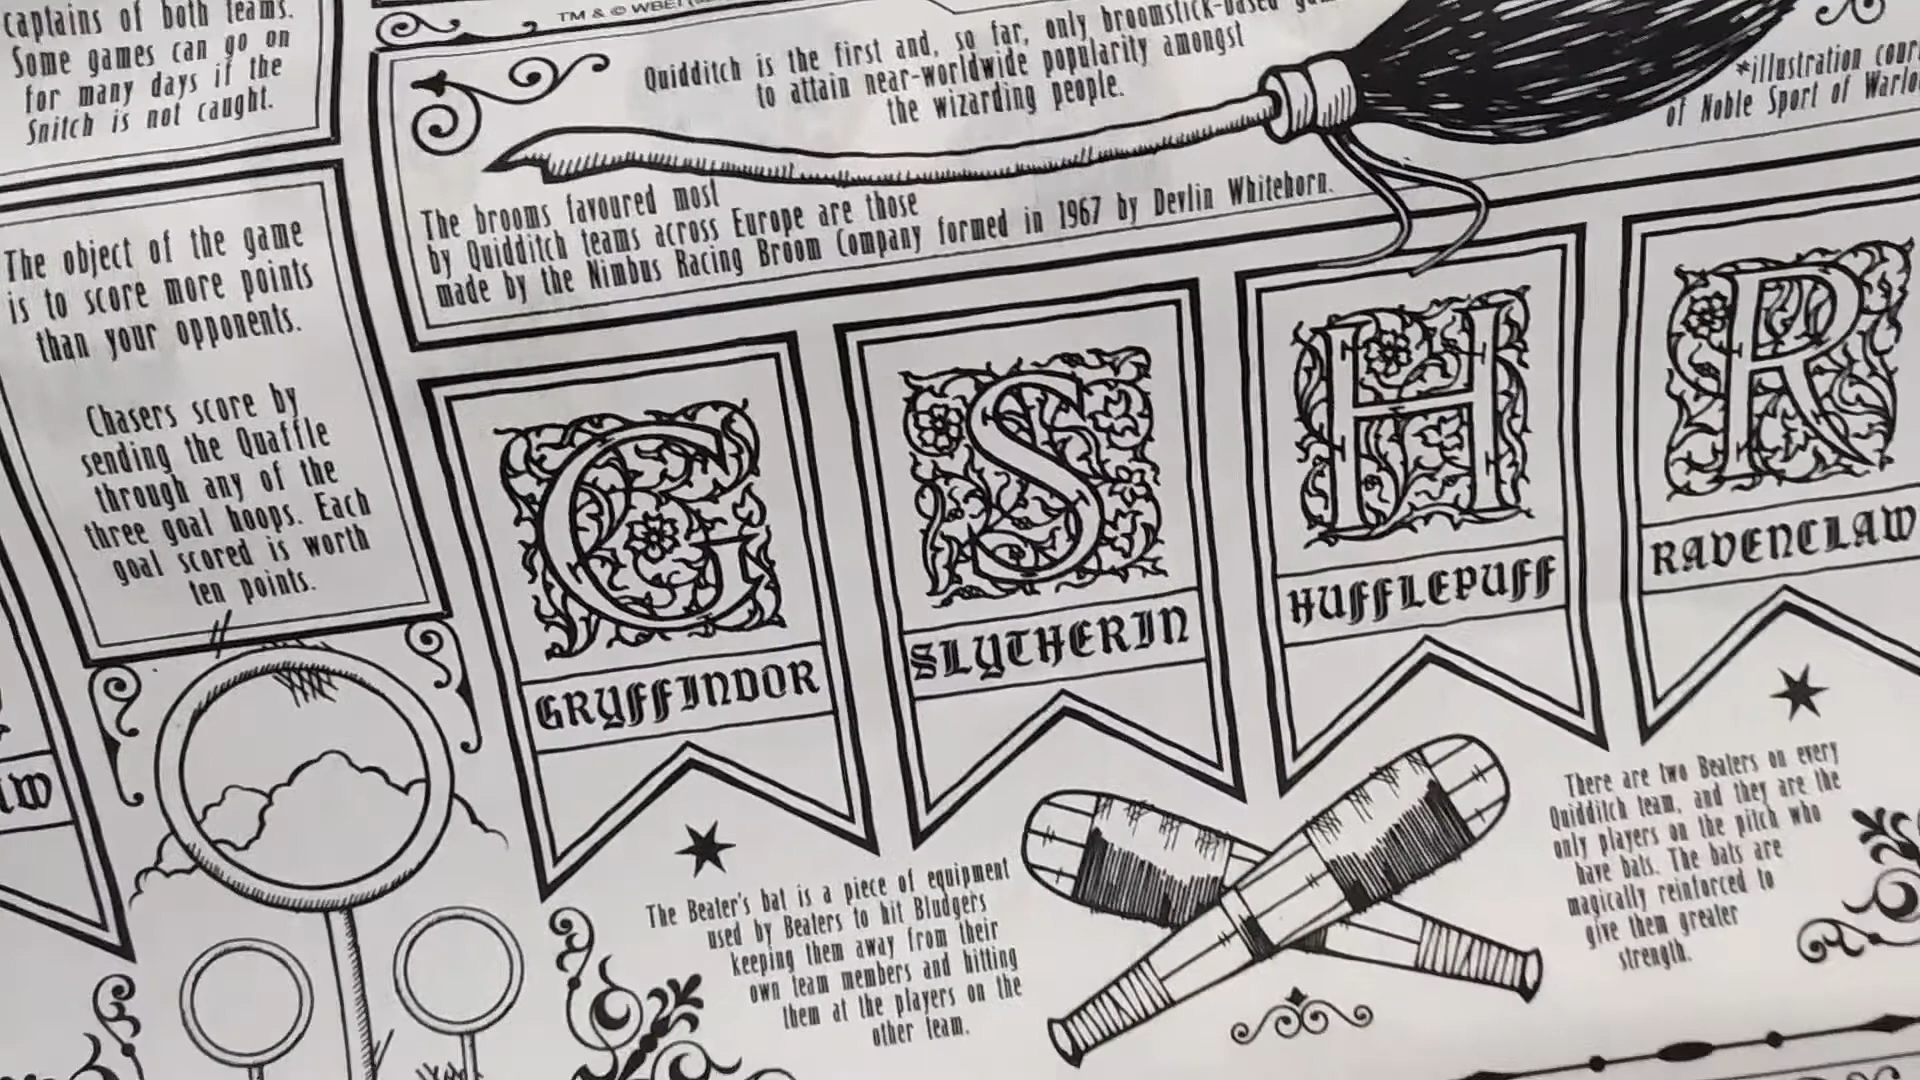 captains of both teams.
Some games can go on
for many days if the
Snitch is not caught.
The object of the game
is to score more points
than your opponents.
Chasers score by
sending the Quaffle
through any of the
three goal hoops. Each
goal scored is worth
ten points.
TM & © WBEI
Quidditch is the first and, so far, only broomstick-based
to attain near-worldwide popularity amongst
the wizarding people.
*illustration
of Noble Sport of
The brooms favoured most
by Quidditch teams across Europe are those
made by the Nimbus Racing Broom Company formed in 1967 by Devlin Whitehorn.
G
GRYFFINDOR
S
SLYTHERIN
H
HUFFLEPUFF
R
RAVENCLAW
The Beater's bat is a piece of equipment
used by Beaters to hit Bludgers
keeping them away from their
own team members and hitting
them at the players on the
other team.
There are two Beaters on every
Quidditch team, and they are the
only players on the pitch who
have bats. The bats are
magically reinforced to
give them greater
strength.